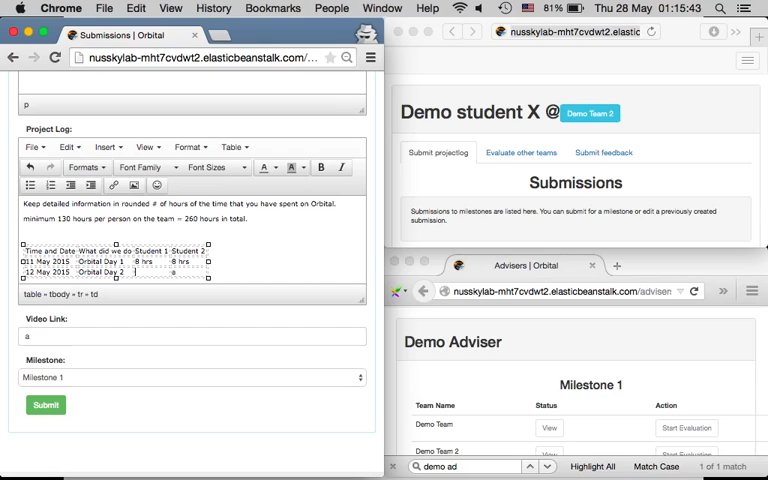 Chrome File Edit View History Bookmarks People Window Help 81% Thu 28 May 01:15:43
Submissions | Orbital
nusskylab-mht7cvdwt2.elasticbeanstalk.com/...
p
Project Log:
File Edit Insert View Format Table
Formats Font Family Font Sizes A A B I
Keep detailed information in rounded # of hours of the time that you have spent on Orbital.
minimum 130 hours per person on the team = 260 hours in total.
Time and Date What did we do Student 1 Student 2
11 May 2015 Orbital Day 1 8 hrs 8 hrs
12 May 2015 Orbital Day 2 a
table » tbody » tr » td
Video Link:
a
Milestone:
Milestone 1
Submit
nusskylab-mht7cvdwt2.elastic
Demo student X @ Demo Team 2
Submit projectlog Evaluate other teams Submit feedback
Submissions
Submissions to milestones are listed here. You can submit for a milestone or edit a previously created
submission.
Advisers | Orbital
nusskylab-mht7cvdwt2.elasticbeanstalk.com/adviser
Demo Adviser
Milestone 1
Team Name Status Action
Demo Team View Start Evaluation
Demo Team 2 View Start Evaluation
demo ad Highlight All Match Case 1 of 1 match